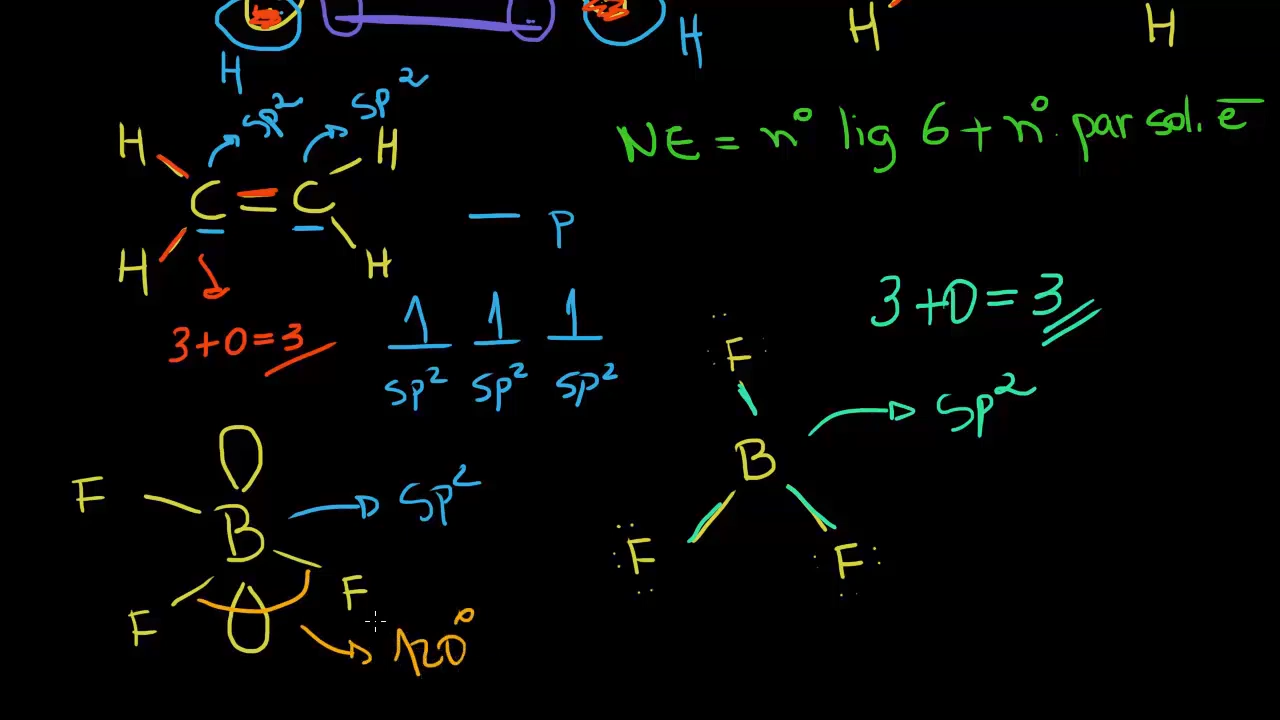 H H H H
H
sp² sp²
H H
C = C
H H
3+0=3
NE = nº lig 6 + nº. par sol. e̅
p
1 1 1
sp² sp² sp²
3+0=3
F
B
sp²
F F
F
B
sp²
F
F
120º